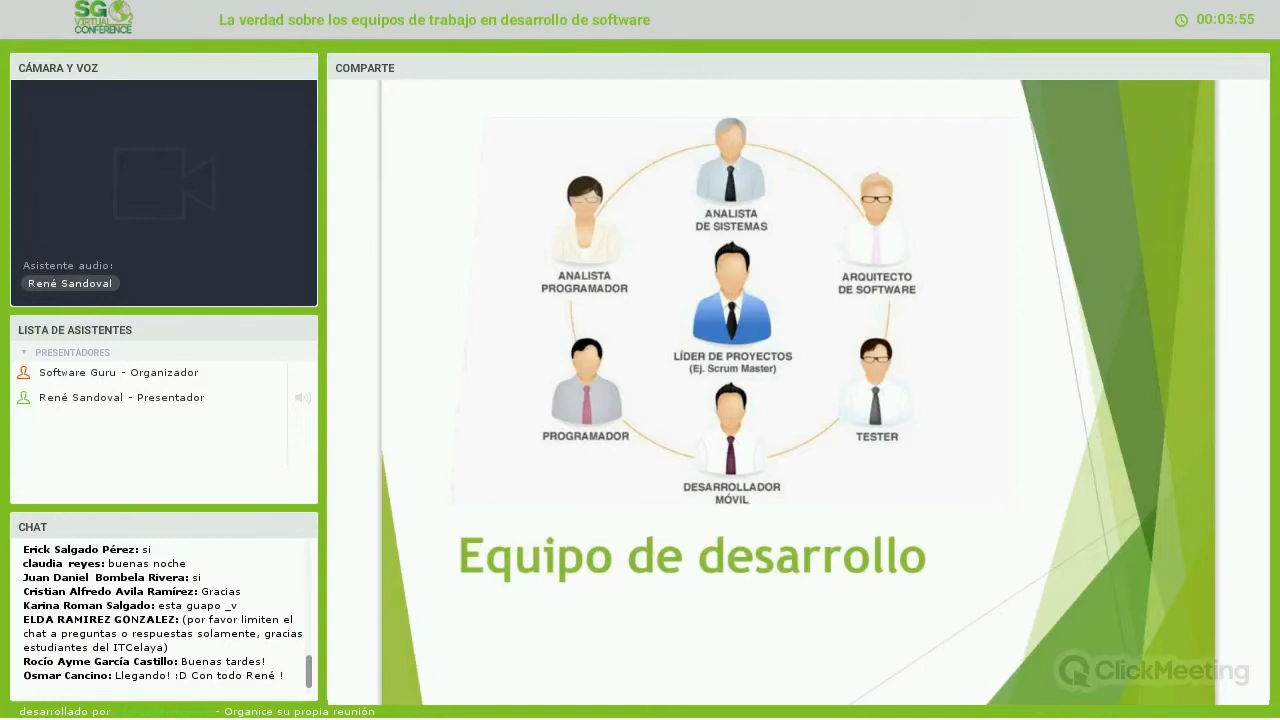 SG
VIRTUAL
CONFERENCE
La verdad sobre los equipos de trabajo en desarrollo de software
00:03:55
CÁMARA Y VOZ
Asistente audio:
René Sandoval
LISTA DE ASISTENTES
PRESENTADORES
Software Guru - Organizador
René Sandoval - Presentador
CHAT
Erick Salgado Pérez: si
claudia reyes: buenas noche
Juan Daniel Bombela Rivera: si
Cristian Alfredo Avila Ramírez: Gracias
Karina Roman Salgado: esta guapo _v
ELDA RAMIREZ GONZALEZ: (por favor limiten el
chat a preguntas o respuestas solamente, gracias
estudiantes del ITCelaya)
Rocío Ayme García Castillo: Buenas tardes!
Osmar Cancino: Llegando! :D Con todo René !
desarrollado por
- Organice su propia reunión
COMPARTE
ANALISTA
DE SISTEMAS
ANALISTA
PROGRAMADOR
ARQUITECTO
DE SOFTWARE
LÍDER DE PROYECTOS
(Ej. Scrum Master)
PROGRAMADOR
TESTER
DESARROLLADOR
MÓVIL
Equipo de desarrollo
ClickMeeting